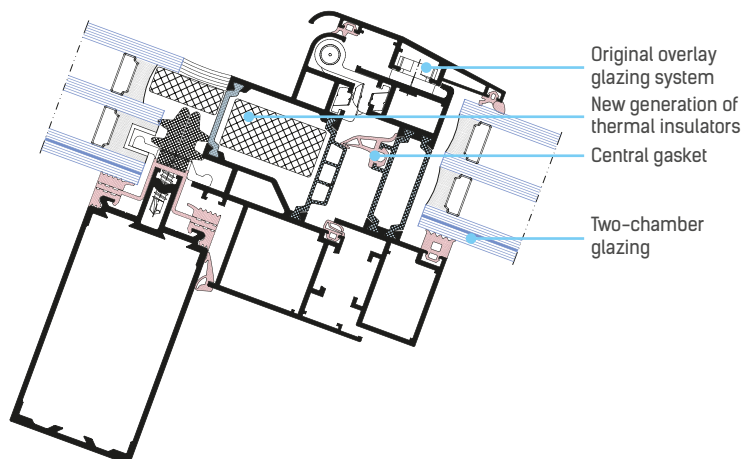 Original overlay
glazing system
New generation of
thermal insulators
Central gasket
Two-chamber
glazing